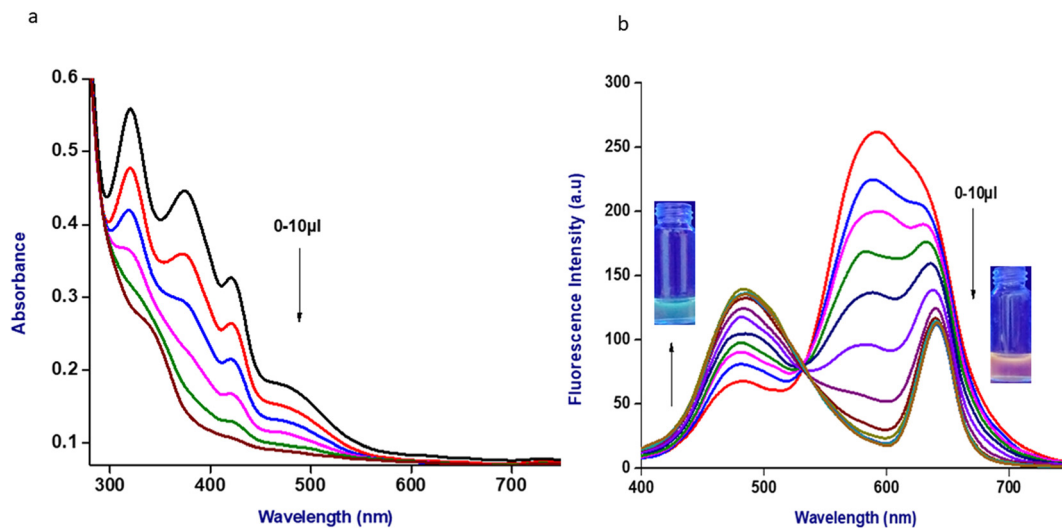 a
0.6
0.5
0.4
0.3
0.2
0.1
Absorbance
0-10µl
300 400 500 600 700
Wavelength (nm)
b
300
250
200
150
100
50
0
Fluorescence Intensity (a.u)
0-10µl
400 500 600 700
Wavelength (nm)